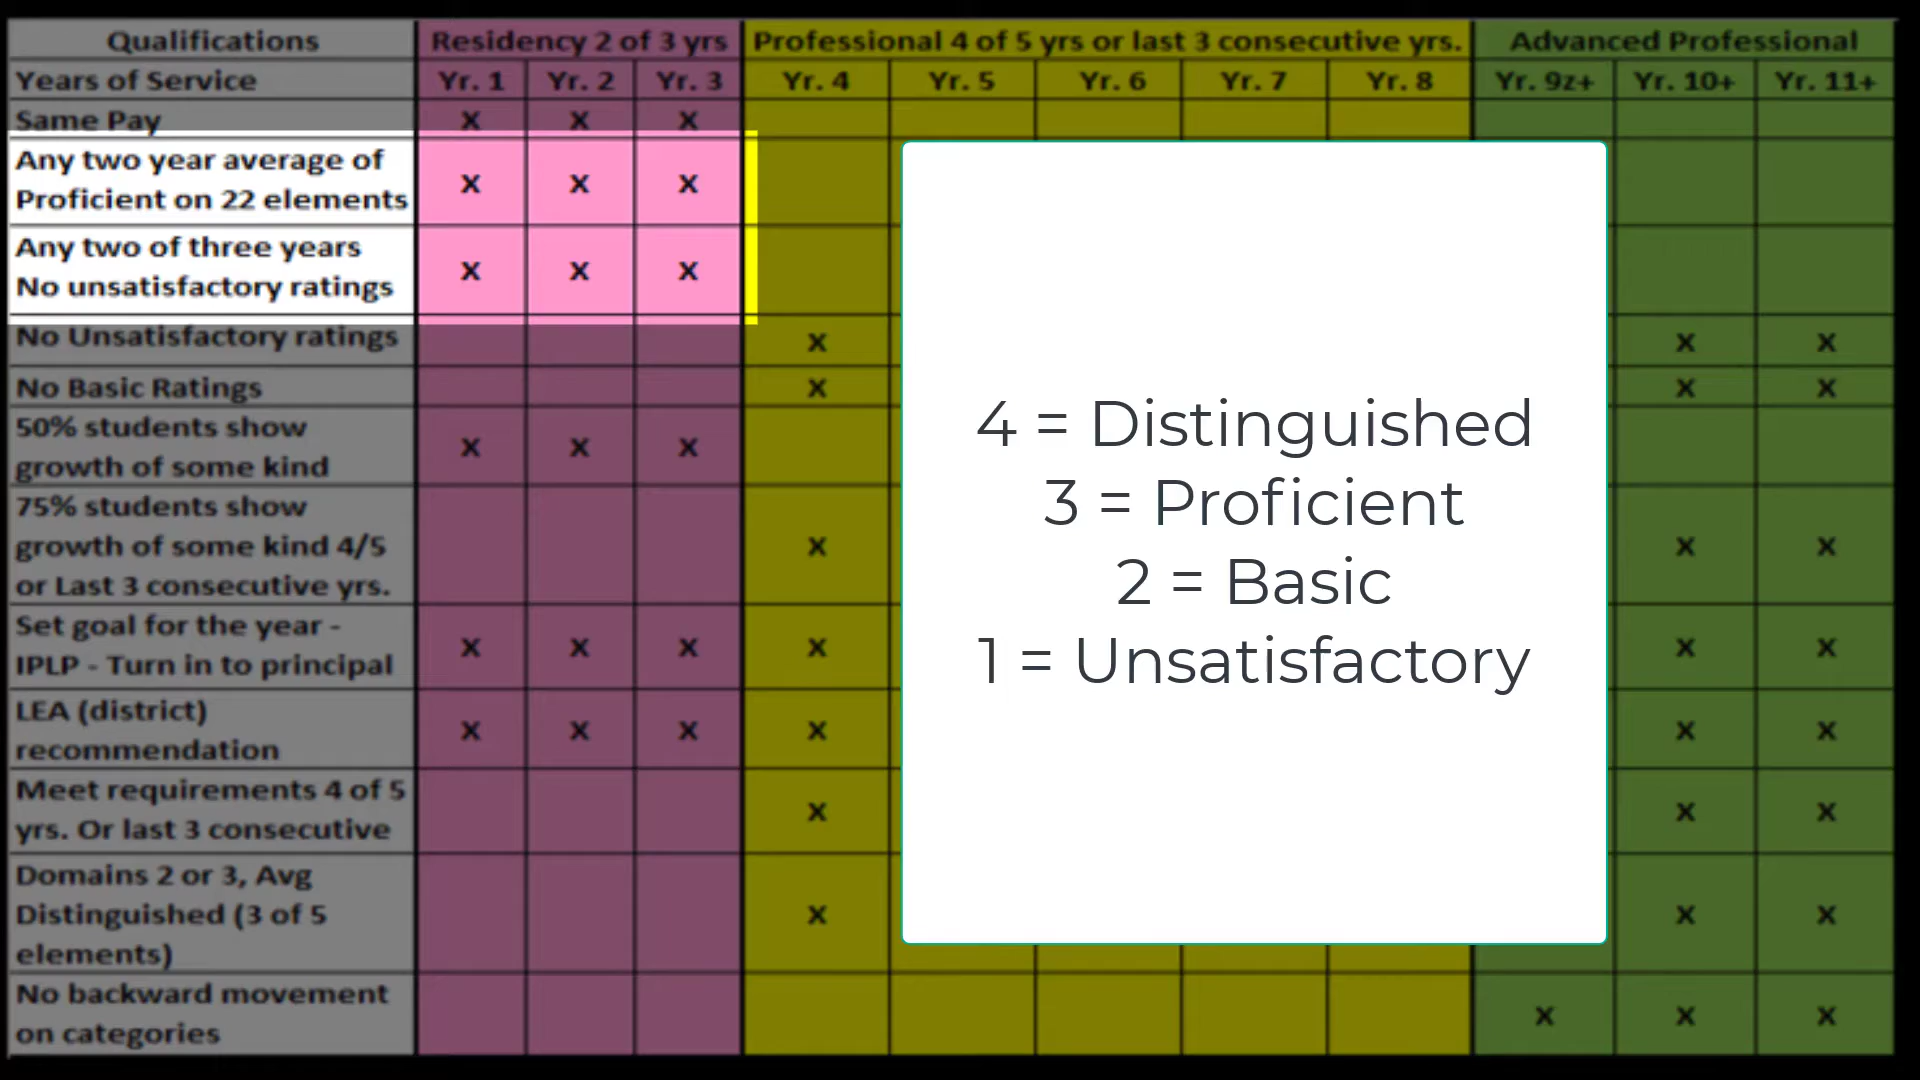 Qualifications Residency 2 of 3 yrs Professional 4 of 5 yrs or last 3 consecutive yrs. Advanced Professional
Years of Service Yr. 1 Yr. 2 Yr. 3 Yr. 4 Yr. 5 Yr. 6 Yr. 7 Yr. 8 Yr. 9z+ Yr. 10+ Yr. 11+
Same Pay x x x
Any two year average of
Proficient on 22 elements x x x
Any two of three years
No unsatisfactory ratings x x x
No Unsatisfactory ratings x x x
No Basic Ratings x x x
50% students show
growth of some kind x x x
75% students show
growth of some kind 4/5 x x x
or Last 3 consecutive yrs.
Set goal for the year -
IPLP - Turn in to principal x x x x x x
LEA (district)
recommendation x x x x x x
Meet requirements 4 of 5
yrs. Or last 3 consecutive x x x
Domains 2 or 3, Avg
Distinguished (3 of 5 x x x
elements)
No backward movement
on categories x x x
4 = Distinguished
3 = Proficient
2 = Basic
1 = Unsatisfactory